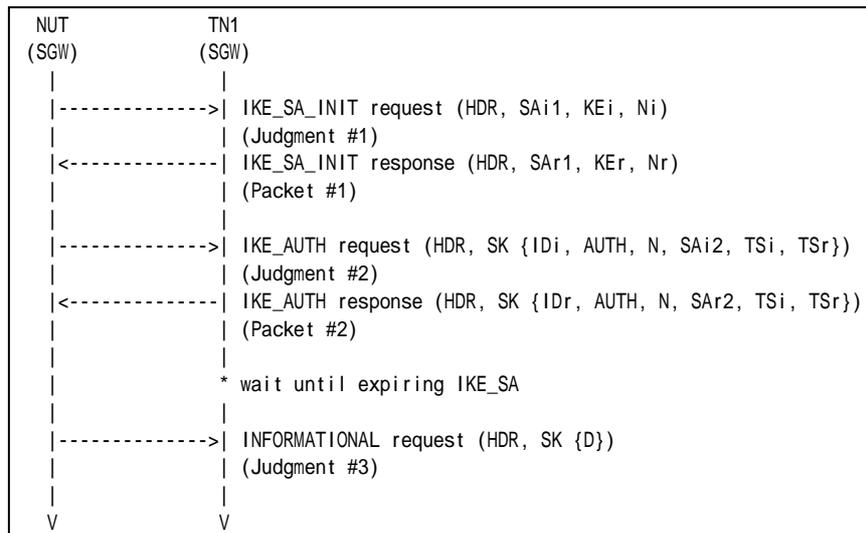 NUT TN1
(SGW) (SGW)
| |
|-------------->| IKE_SA_INIT request (HDR, SAi1, KEi, Ni)
| | (Judgment #1)
|<--------------| IKE_SA_INIT response (HDR, SAr1, KEr, Nr)
| | (Packet #1)
| |
|-------------->| IKE_AUTH request (HDR, SK {IDi, AUTH, N, SAi2, TSi, TSr})
| | (Judgment #2)
|<--------------| IKE_AUTH response (HDR, SK {IDr, AUTH, N, SAr2, TSi, TSr})
| | (Packet #2)
| |
| * wait until expiring IKE_SA
| |
|-------------->| INFORMATIONAL request (HDR, SK {D})
| | (Judgment #3)
| |
V V